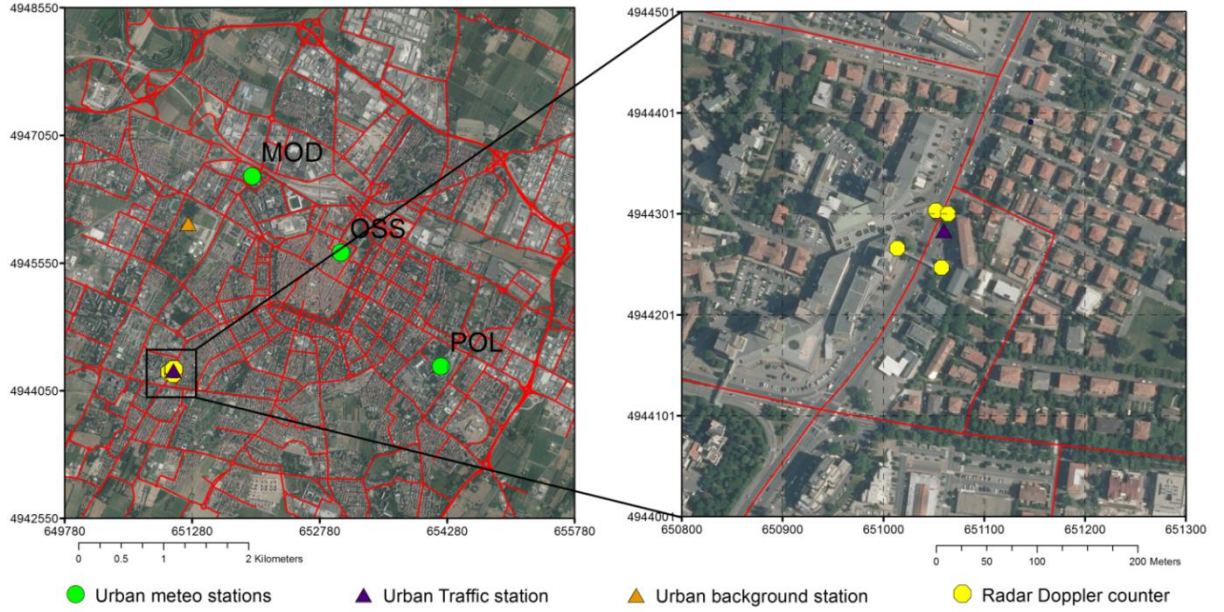 4948550
4947050
4945550
4944050
4942550
649780
651280
652780
654280
655780
MOD
OSS
POL
0 0.5 1 2 Kilometers
4944501
4944401
4944301
4944201
4944101
4944001
650800
650900
651000
651100
651200
651300
0 50 100 200 Meters
Urban meteo stations
Urban Traffic station
Urban background station
Radar Doppler counter